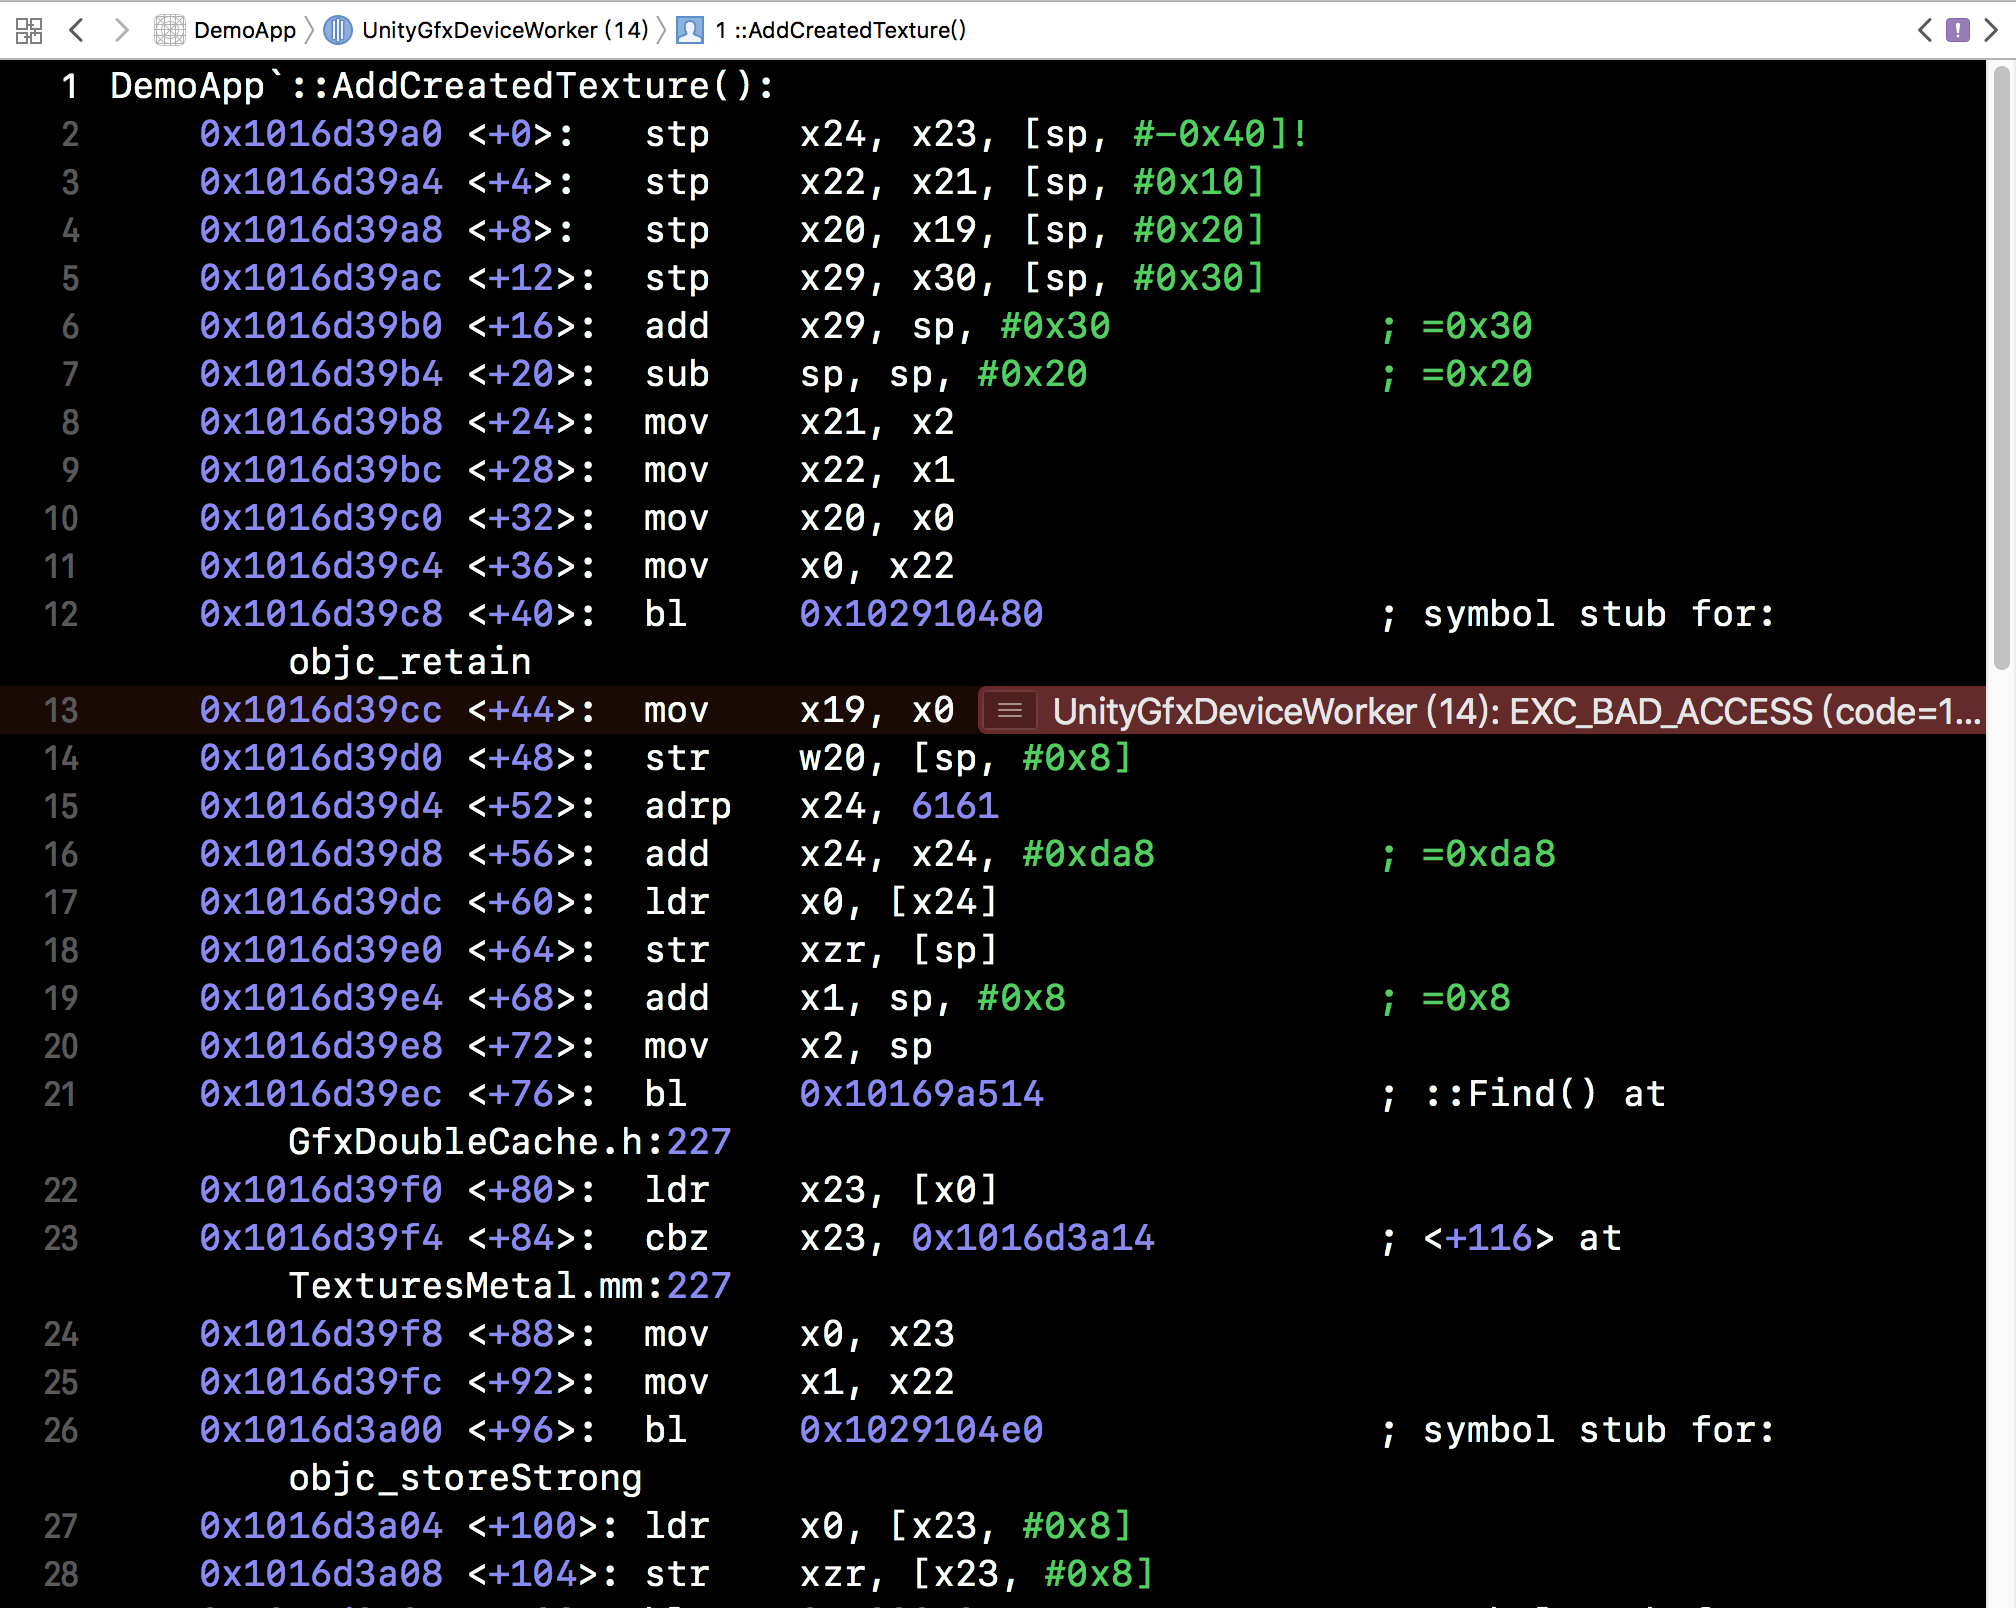 DemoApp UnityGfxDeviceWorker (14) 1 ::AddCreatedTexture()
1 DemoApp`::AddCreatedTexture():
2 0x1016d39a0 <+0>: stp x24, x23, [sp, #-0x40]!
3 0x1016d39a4 <+4>: stp x22, x21, [sp, #0x10]
4 0x1016d39a8 <+8>: stp x20, x19, [sp, #0x20]
5 0x1016d39ac <+12>: stp x29, x30, [sp, #0x30]
6 0x1016d39b0 <+16>: add x29, sp, #0x30 ; =0x30
7 0x1016d39b4 <+20>: sub sp, sp, #0x20 ; =0x20
8 0x1016d39b8 <+24>: mov x21, x2
9 0x1016d39bc <+28>: mov x22, x1
10 0x1016d39c0 <+32>: mov x20, x0
11 0x1016d39c4 <+36>: mov x0, x22
12 0x1016d39c8 <+40>: bl 0x102910480 ; symbol stub for:
objc_retain
13 0x1016d39cc <+44>: mov x19, x0 UnityGfxDeviceWorker (14): EXC_BAD_ACCESS (code=1...
14 0x1016d39d0 <+48>: str w20, [sp, #0x8]
15 0x1016d39d4 <+52>: adrp x24, 6161
16 0x1016d39d8 <+56>: add x24, x24, #0xda8 ; =0xda8
17 0x1016d39dc <+60>: ldr x0, [x24]
18 0x1016d39e0 <+64>: str xzr, [sp]
19 0x1016d39e4 <+68>: add x1, sp, #0x8 ; =0x8
20 0x1016d39e8 <+72>: mov x2, sp
21 0x1016d39ec <+76>: bl 0x10169a514 ; ::Find() at
GfxDoubleCache.h:227
22 0x1016d39f0 <+80>: ldr x23, [x0]
23 0x1016d39f4 <+84>: cbz x23, 0x1016d3a14 ; <+116> at
TexturesMetal.mm:227
24 0x1016d39f8 <+88>: mov x0, x23
25 0x1016d39fc <+92>: mov x1, x22
26 0x1016d3a00 <+96>: bl 0x1029104e0 ; symbol stub for:
objc_storeStrong
27 0x1016d3a04 <+100>: ldr x0, [x23, #0x8]
28 0x1016d3a08 <+104>: str xzr, [x23, #0x8]